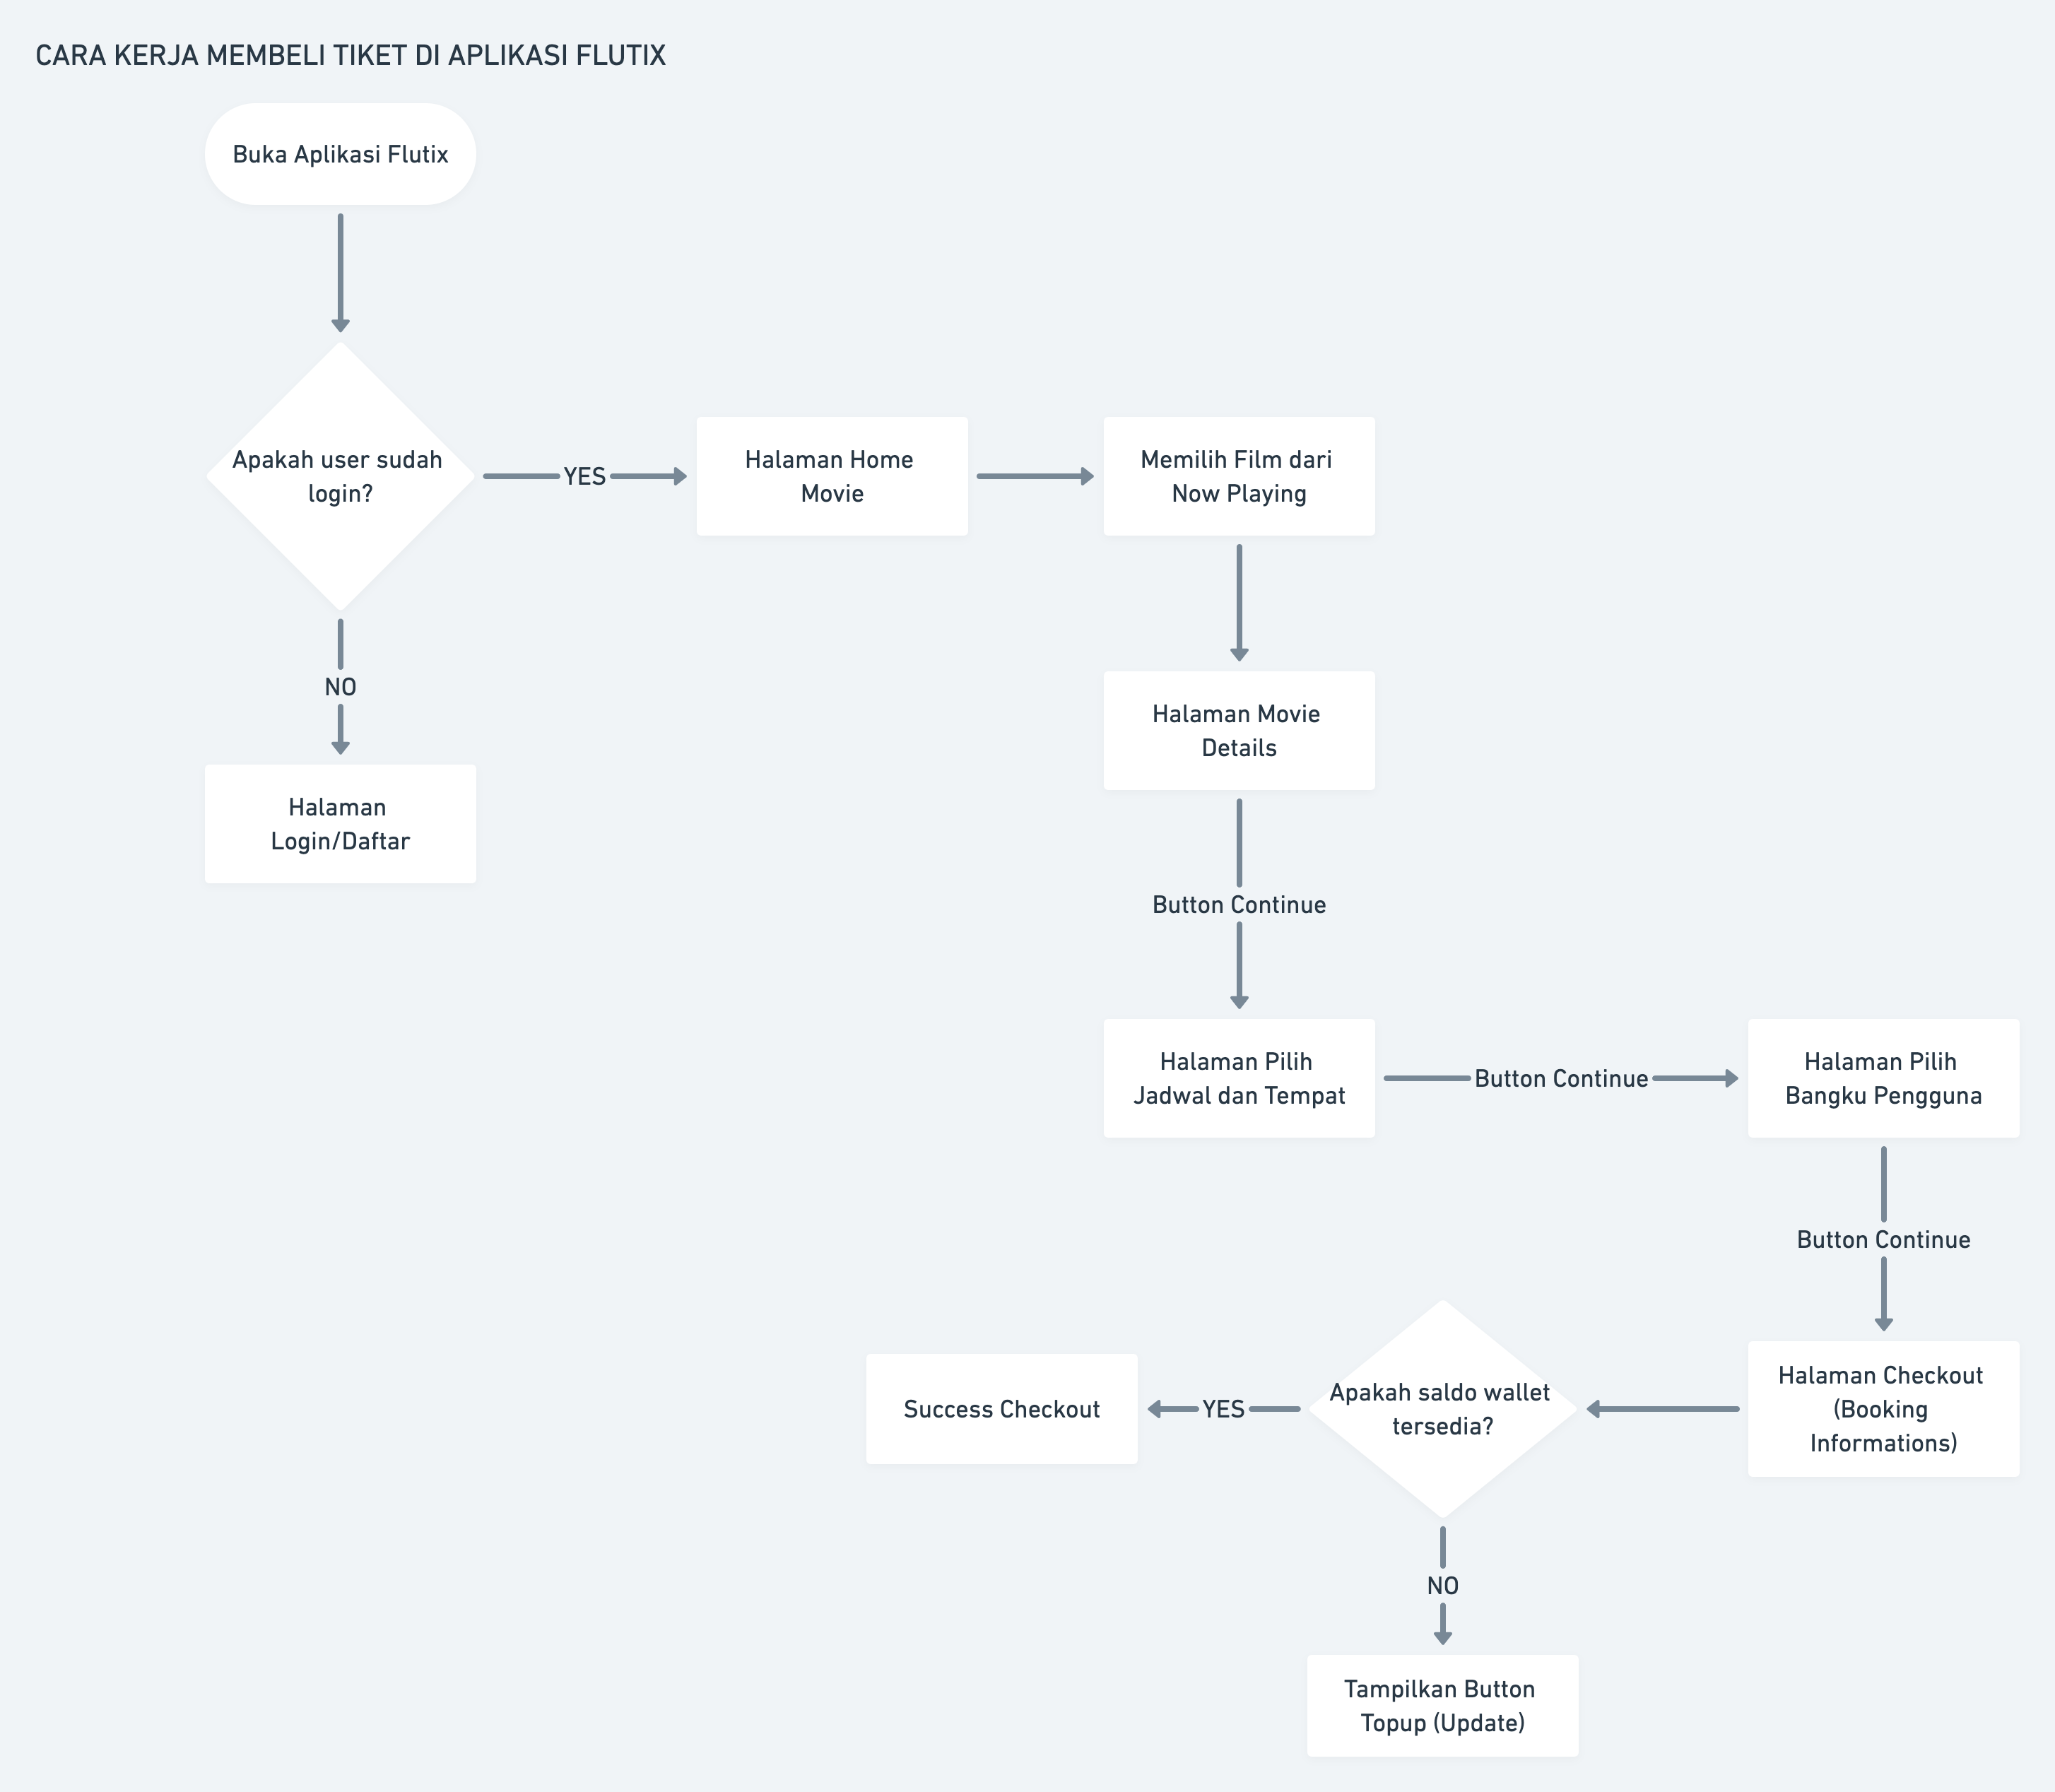 CARA KERJA MEMBELI TIKET DI APLIKASI FLUTIX
Buka Aplikasi Flutix
Apakah user sudah
login?
YES
Halaman Home
Movie
Memilih Film dari
Now Playing
NO
Halaman
Login/Daftar
Halaman Movie
Details
Button Continue
Halaman Pilih
Jadwal dan Tempat
Button Continue
Halaman Pilih
Bangku Pengguna
Button Continue
Halaman Checkout
(Booking
Informations)
Apakah saldo wallet
tersedia?
YES
Success Checkout
NO
Tampilkan Button
Topup (Update)